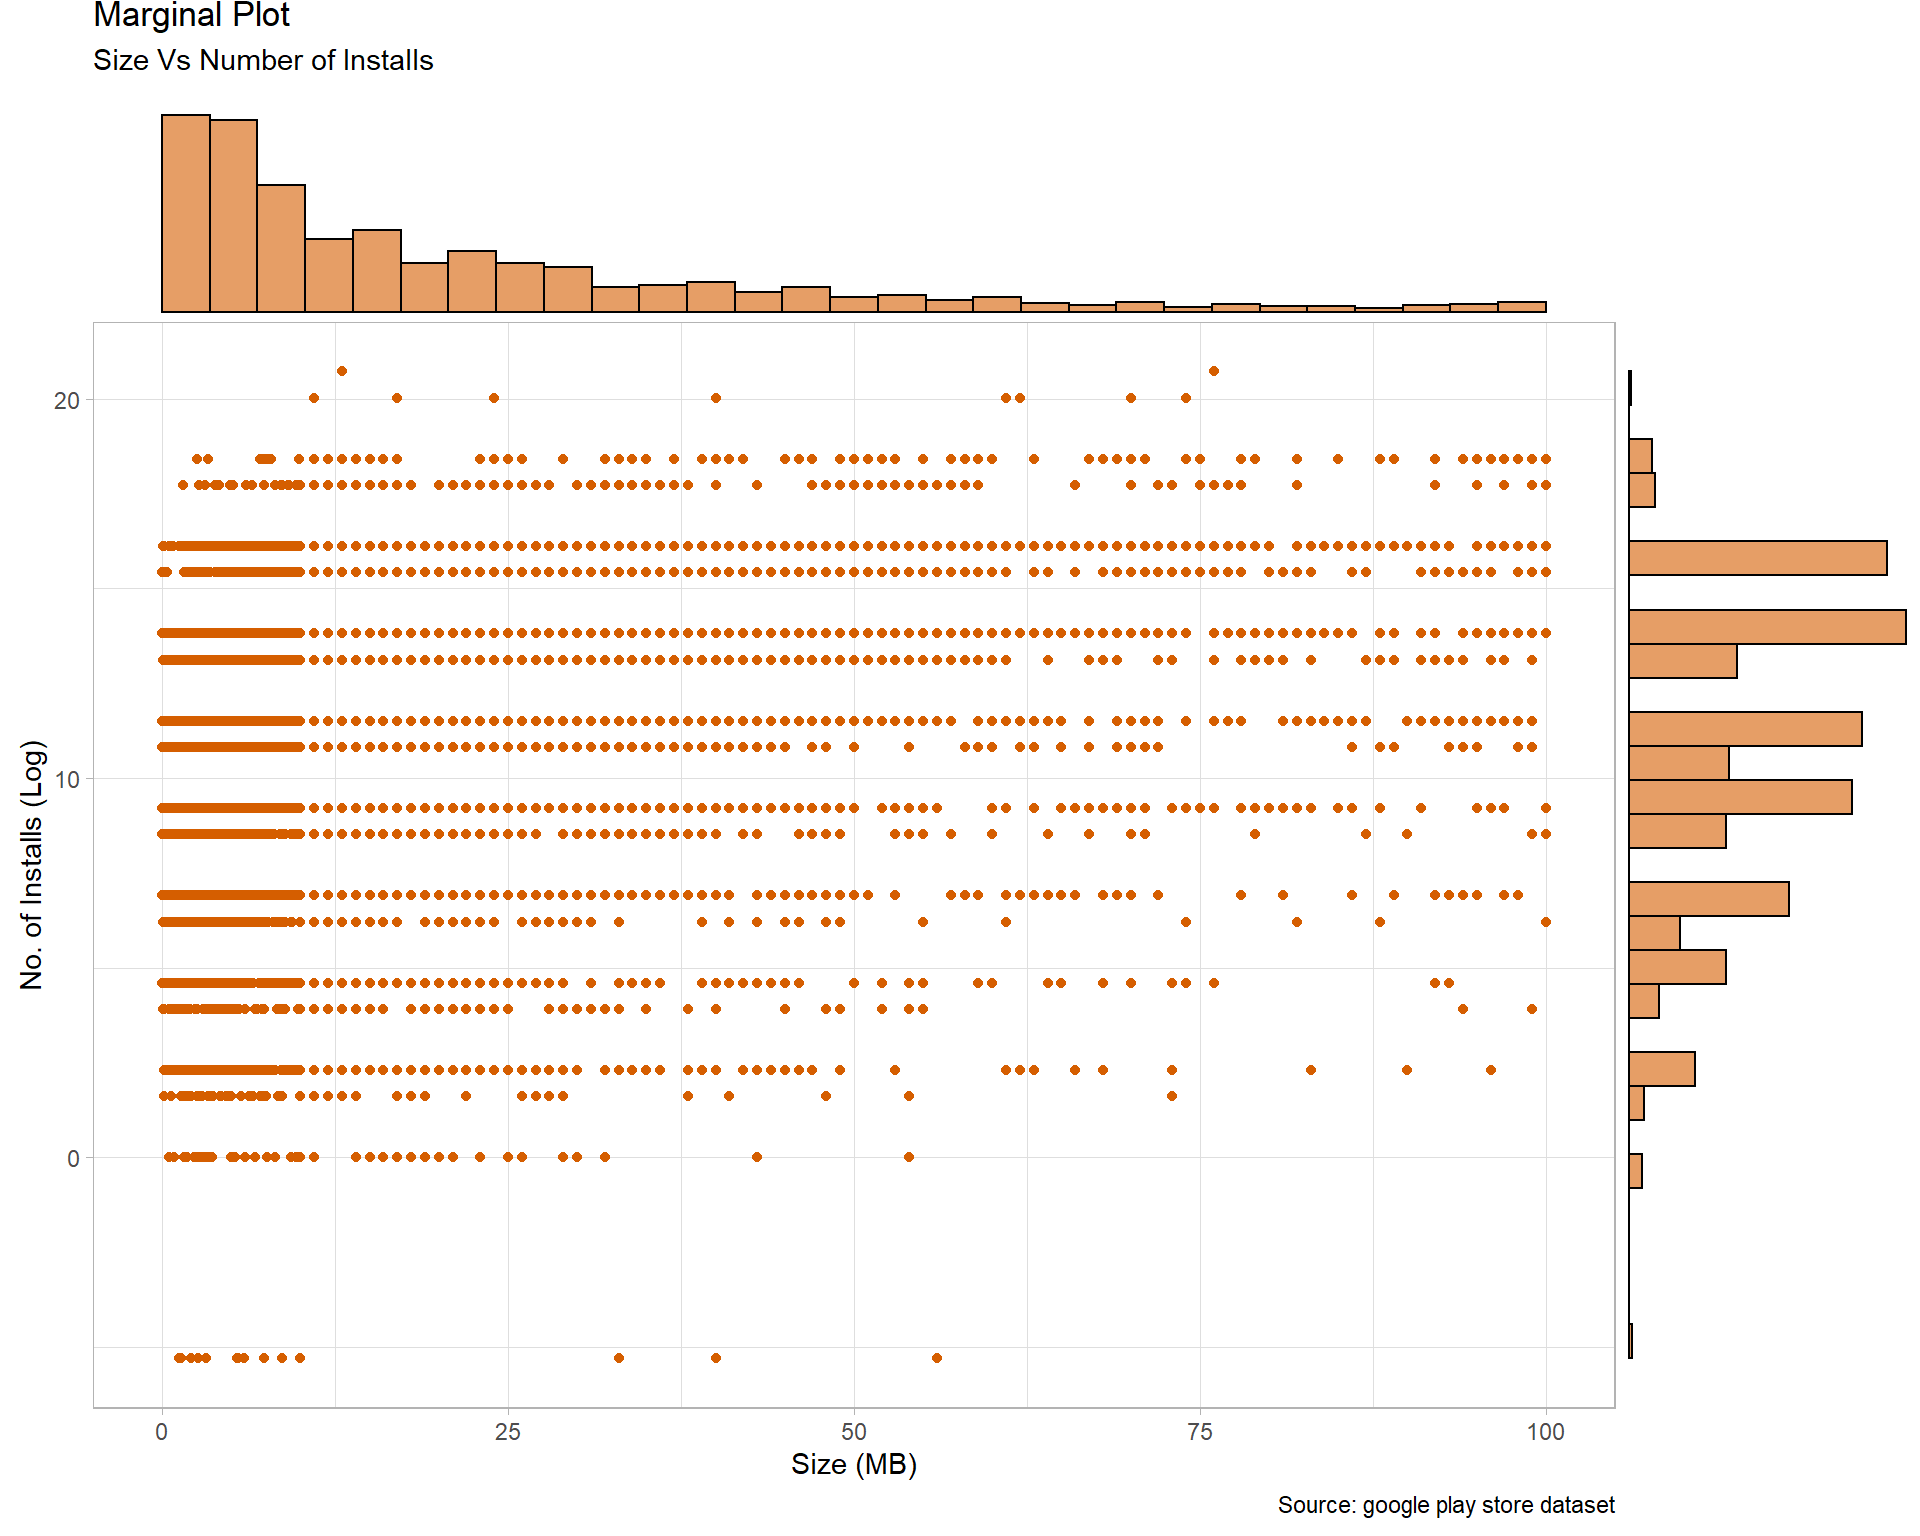 Marginal Plot
Size Vs Number of Installs
20
10
0
No. of Installs (Log)
0 25 50 75 100
Size (MB)
Source: google play store dataset